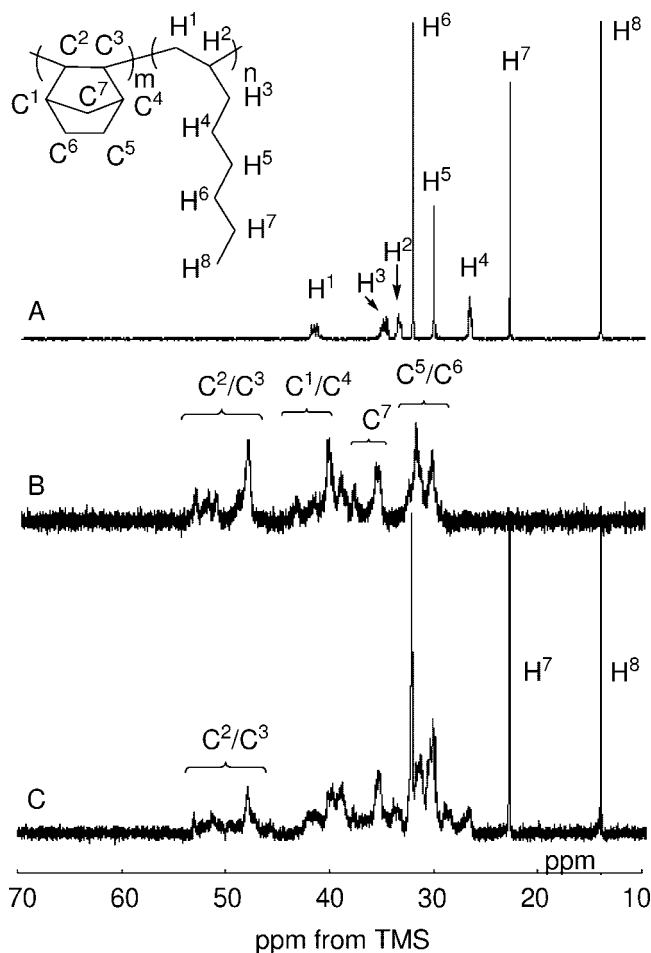 H¹
H²
C² C³
m
n
C⁷
C¹
C⁴
H³
C⁶
C⁵
H⁴
H⁵
H⁶
H⁷
H⁸
H⁶
H⁸
H⁷
H⁵
H²
H⁴
H³
H¹
A
C²/C³
C¹/C⁴
C⁵/C⁶
C⁷
B
H⁷
H⁸
C²/C³
C
ppm
70 60 50 40 30 20 10
ppm from TMS